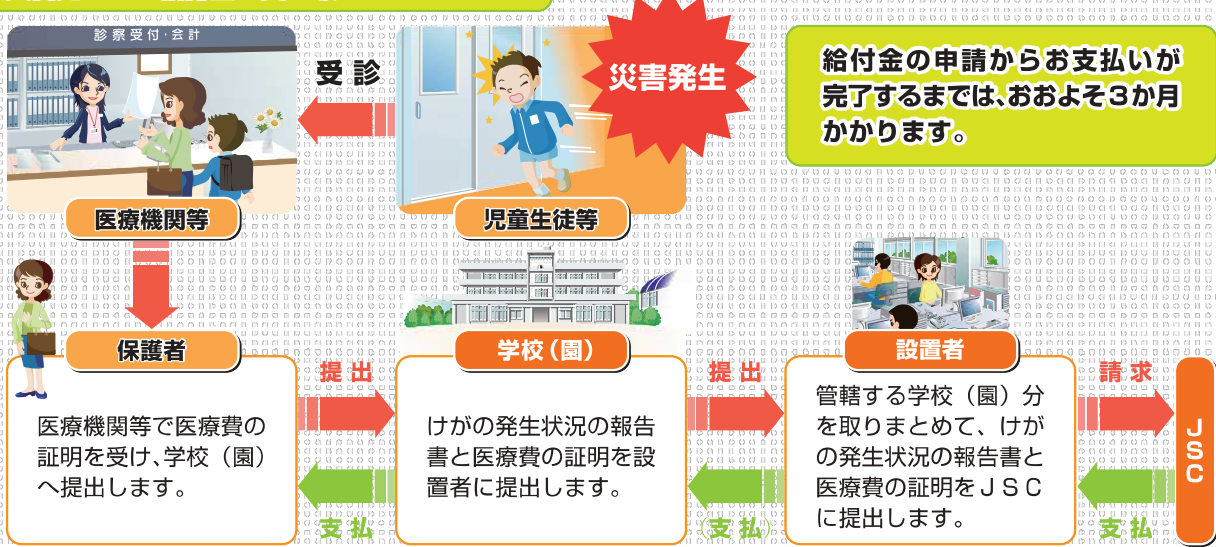 診察受付・会計
受診
災害発生
給付金の申請からお支払いが
完了するまでは、おおよそ3か月
かかります。
医療機関等
児童生徒等
保護者
学校（園）
設置者
提出
提出
請求
医療機関等で医療費の
証明を受け、学校（園）
へ提出します。
けがの発生状況の報告
書と医療費の証明を設
置者に提出します。
管轄する学校（園）分
を取りまとめて、けが
の発生状況の報告書と
医療費の証明をＪＳＣ
に提出します。
JSC
支払
（支払）
支払